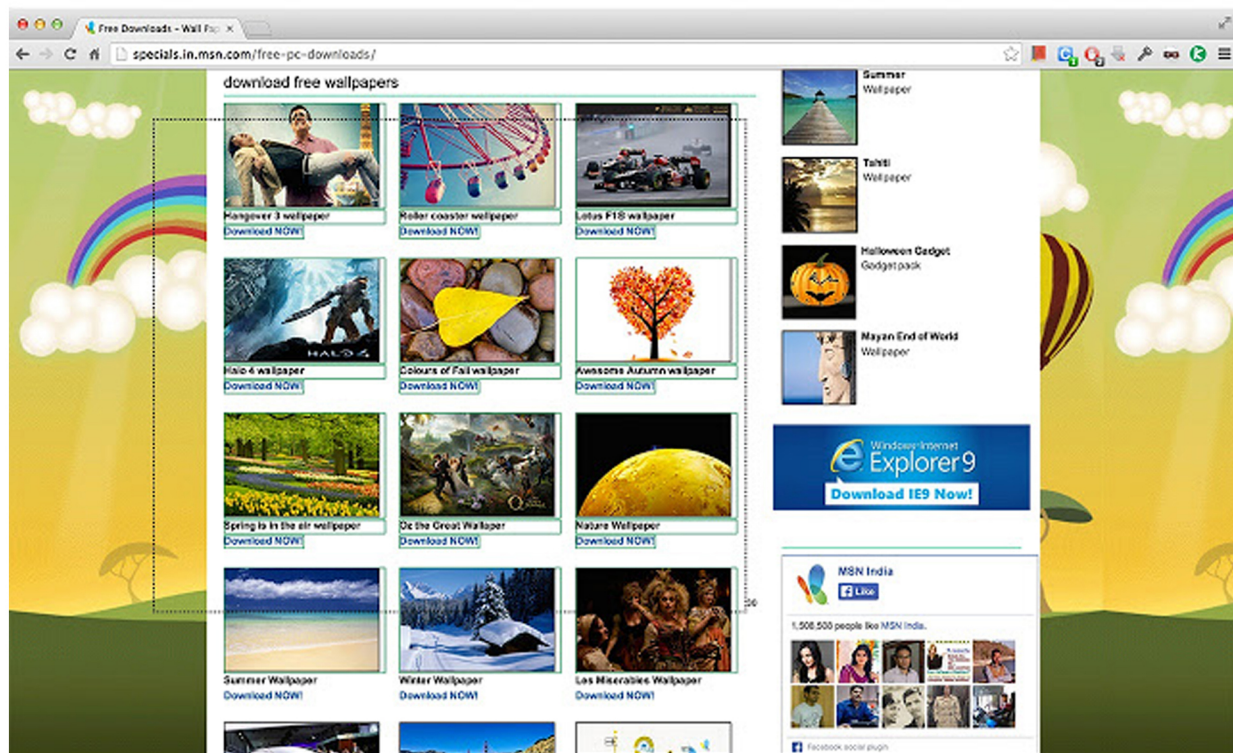 Free Downloads - Wall Pap
specials.in.msn.com/free-pc-downloads/
download free wallpapers
Hangover 3 wallpaper
Download NOW!
Roller coaster wallpaper
Download NOW!
Lotus F1S wallpaper
Download NOW!
HALO 4
Halo 4 wallpaper
Download NOW!
Colours of Fall wallpaper
Download NOW!
Awesome Autumn wallpaper
Download NOW!
Spring is in the air wallpaper
Download NOW!
Oz the Great Wallaper
Download NOW!
Nature Wallpaper
Download NOW!
Summer Wallpaper
Download NOW!
Winter Wallpaper
Download NOW!
Les Miserables Wallpaper
Download NOW!
Summer
Wallpaper
Tahiti
Wallpaper
Halloween Gadget
Gadget pack
Mayan End of World
Wallpaper
Windows Internet
Explorer 9
Download IE9 Now!
MSN India
Like
1,508,508 people like MSN India.
Facebook social plugin